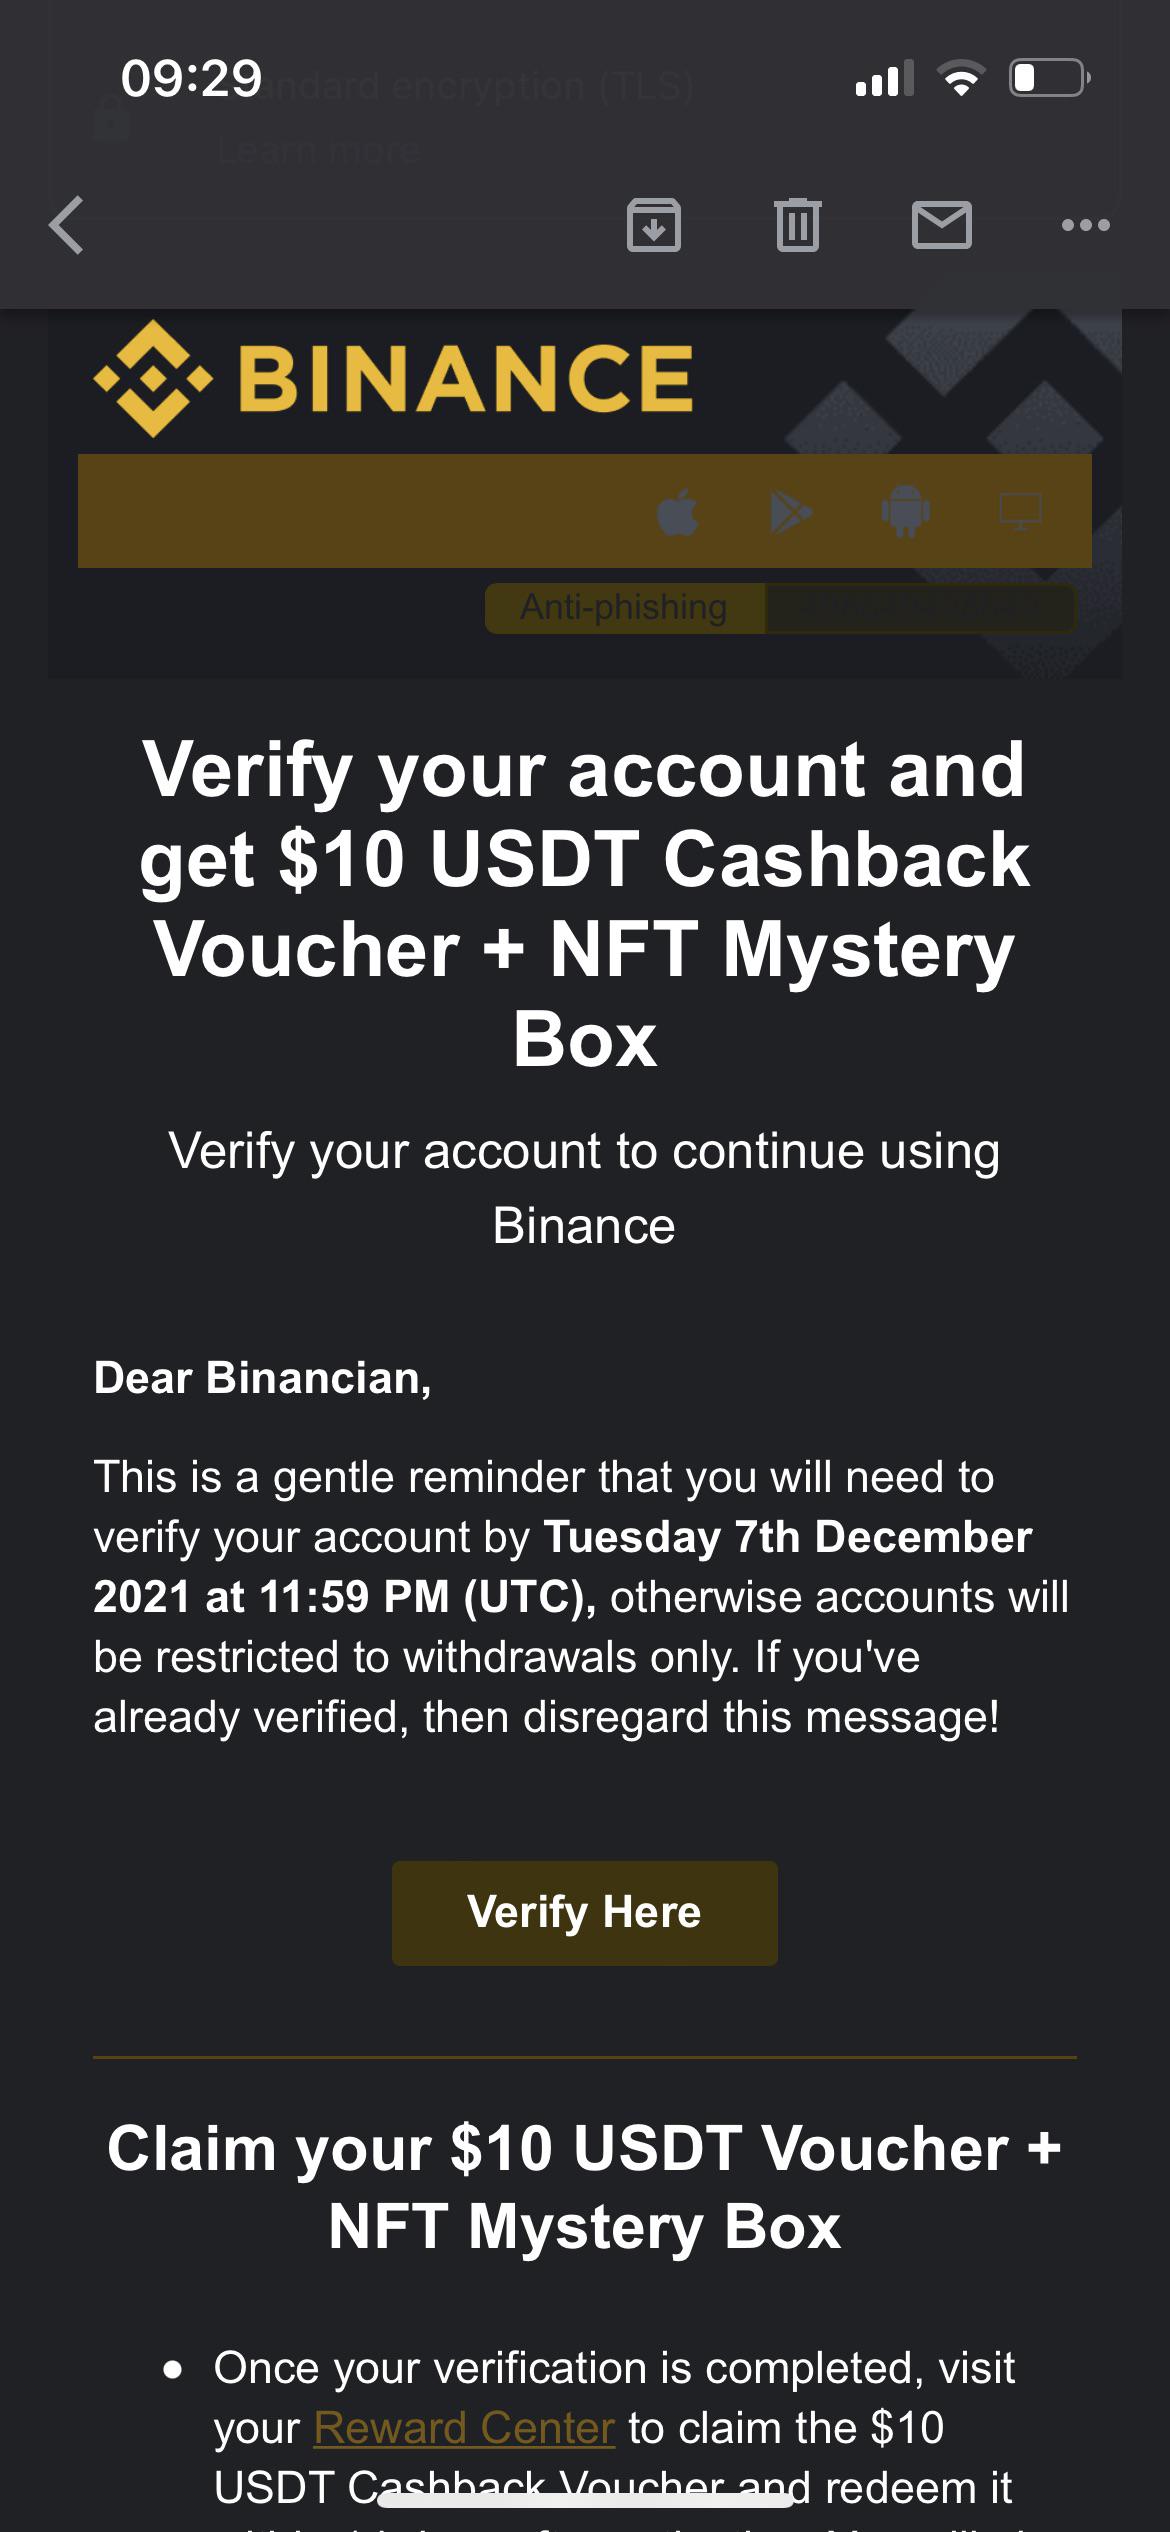 09:29
Standard encryption (TLS)
Learn more
BINANCE
Anti-phishing
Verify your account and
get $10 USDT Cashback
Voucher + NFT Mystery
Box
Verify your account to continue using
Binance
Dear Binancian,
This is a gentle reminder that you will need to
verify your account by Tuesday 7th December
2021 at 11:59 PM (UTC), otherwise accounts will
be restricted to withdrawals only. If you've
already verified, then disregard this message!
Verify Here
Claim your $10 USDT Voucher +
NFT Mystery Box
• Once your verification is completed, visit
your Reward Center to claim the $10
USDT Cashback Voucher and redeem it